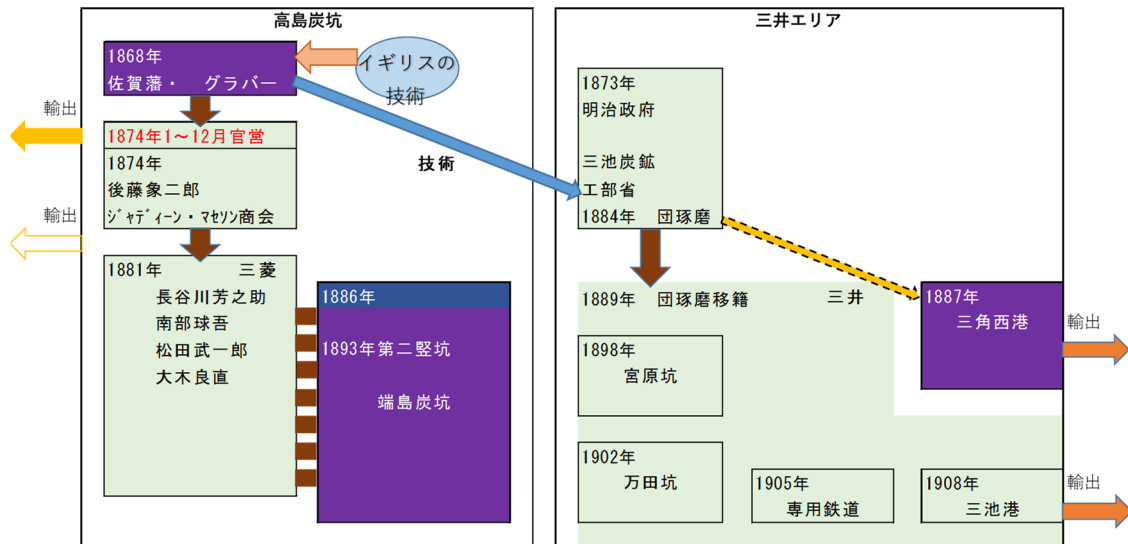 高島炭坑
1868年
佐賀藩・　グラバー
イギリスの
技術
輸出
1874年1～12月官営
1874年
後藤象二郎
ｼﾞｬﾃﾞｨｰﾝ・ﾏｾｿﾝ商会
技術
輸出
1881年　　三菱
長谷川芳之助
南部球吾
松田武一郎
大木良直
1886年
1893年第二竪坑
端島炭坑
三井エリア
1873年
明治政府
三池炭鉱
工部省
1884年　団琢磨
1889年　団琢磨移籍　　三井
1887年
三角西港
輸出
1898年
宮原坑
1902年
万田坑
1905年
専用鉄道
1908年
三池港
輸出